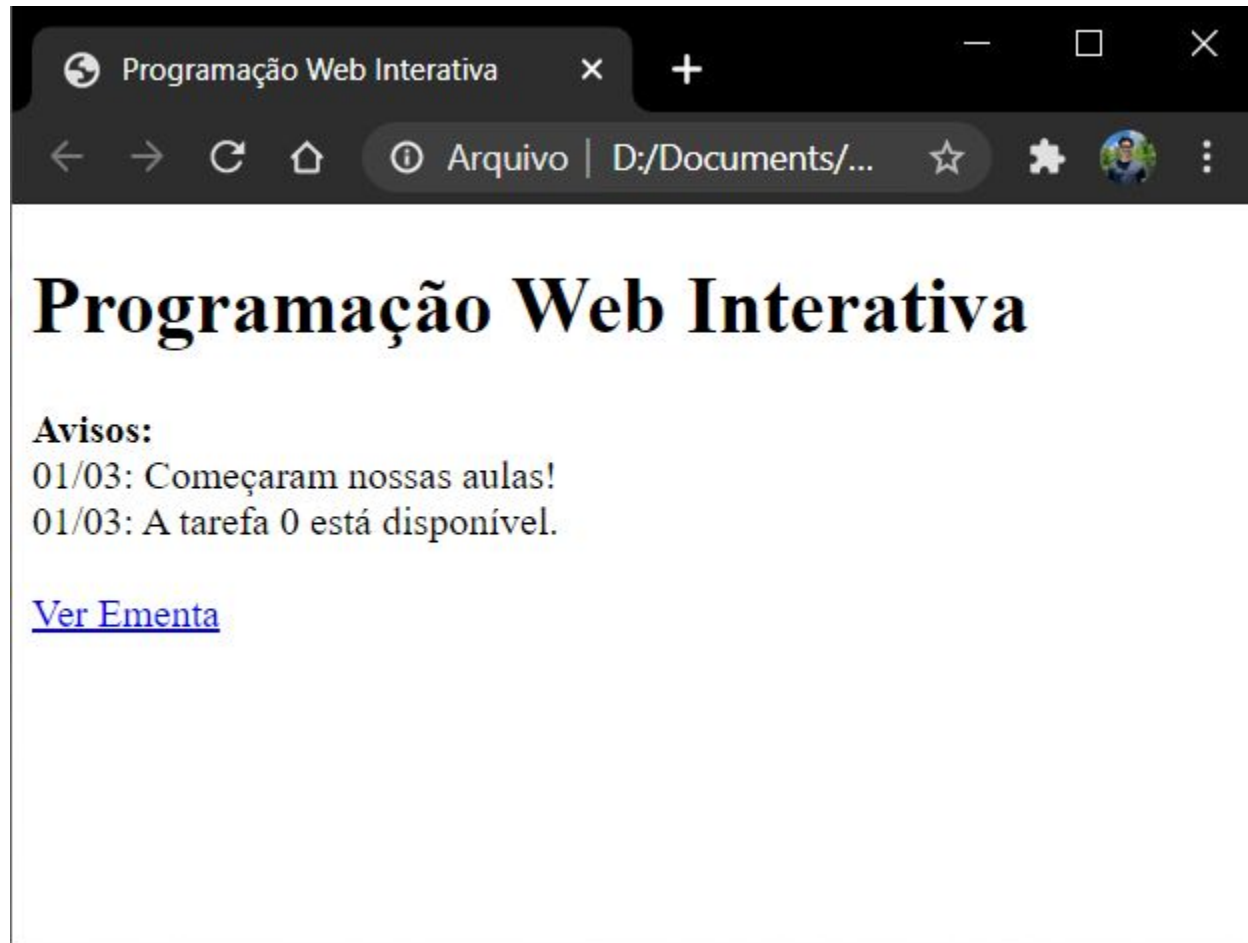 Programação Web Interativa
Arquivo | D:/Documents/...
Programação Web Interativa
Avisos:
01/03: Começaram nossas aulas!
01/03: A tarefa 0 está disponível.
Ver Ementa